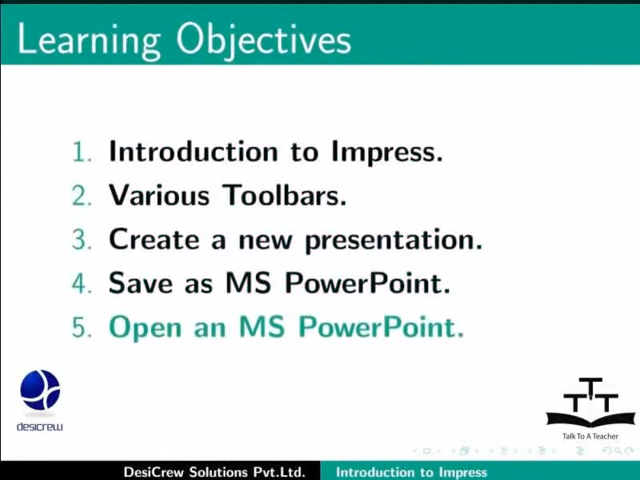 Learning Objectives
1. Introduction to Impress.
2. Various Toolbars.
3. Create a new presentation.
4. Save as MS PowerPoint.
5. Open an MS PowerPoint.
desicrew
TTT
Talk To A Teacher
DesiCrew Solutions Pvt.Ltd. Introduction to Impress